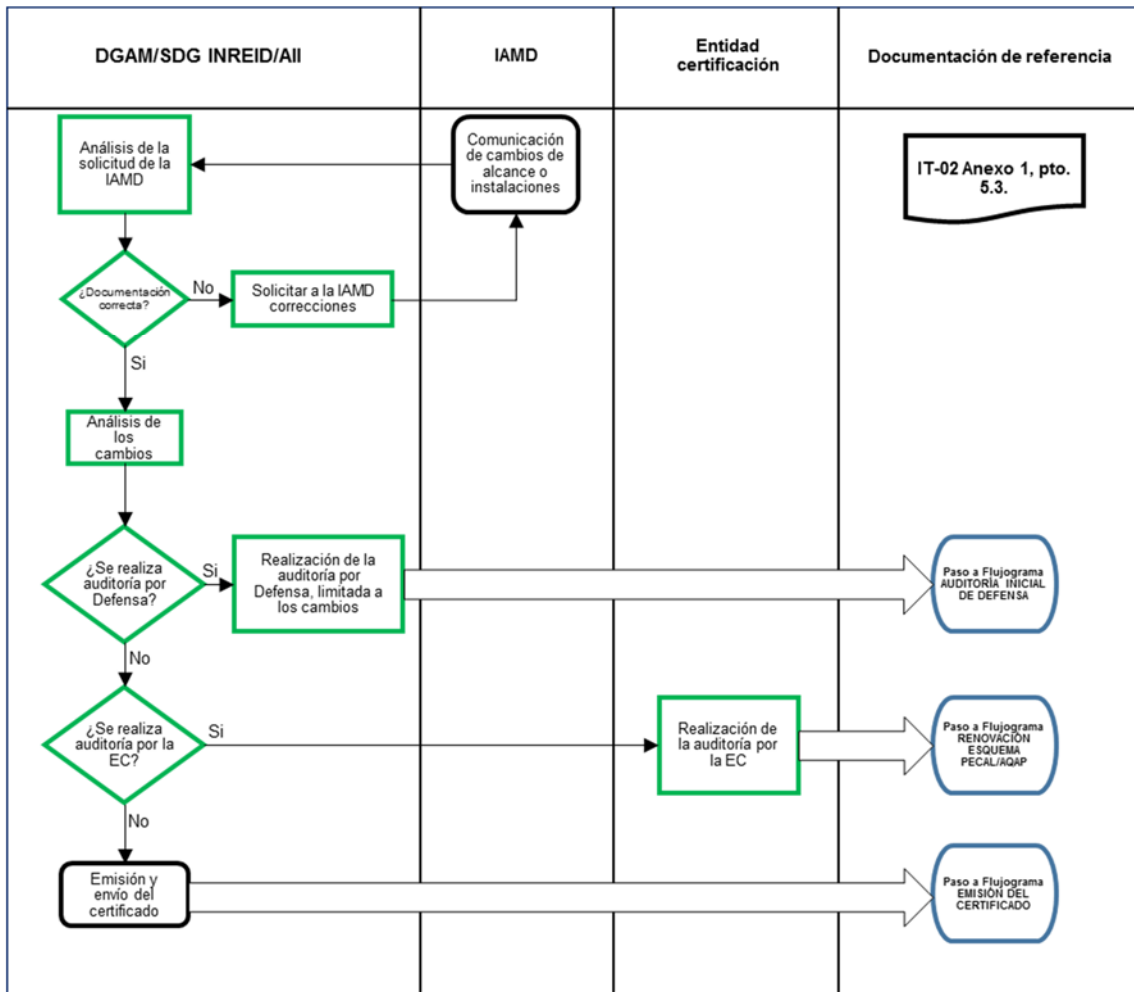 DGAM/SDG INREID/AII
IAMD
Entidad
certificación
Documentación de referencia
Análisis de la
solicitud de la
IAMD
Comunicación
de cambios de
alcance o
instalaciones
IT-02 Anexo 1, pto.
5.3.
¿Documentación
correcta?
No
Solicitar a la IAMD
correcciones
Si
Análisis de
los
cambios
¿Se realiza
auditoría por
Defensa?
Si
Realización de la
auditoría por
Defensa, limitada a
los cambios
Paso a Flujograma
AUDITORÌA INICIAL
DE DEFENSA
No
¿Se realiza
auditoría por la
EC?
Si
Realización de
la auditoría por
la EC
Paso a Flujograma
RENOVACIÓN
ESQUEMA
PECAL/AQAP
No
Emisión y
envío del
certificado
Paso a Flujograma
EMISIÓN DEL
CERTIFICADO